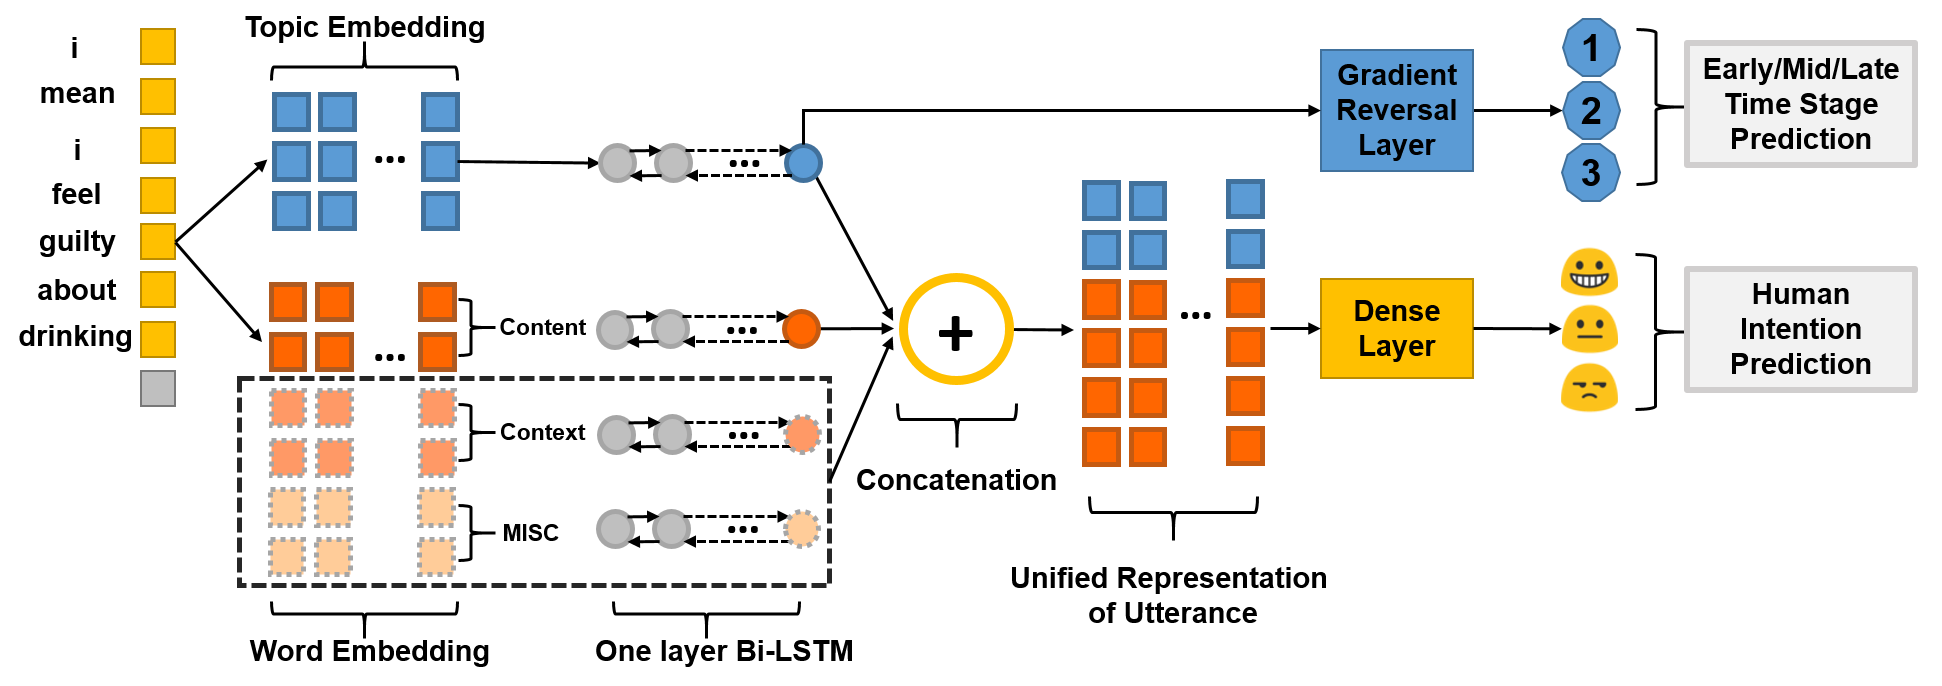 i
mean
i
feel
guilty
about
drinking
Topic Embedding
...
Content
...
Context
MISC
Word Embedding
...
...
...
...
One layer Bi-LSTM
+
Concatenation
...
Unified Representation
of Utterance
Gradient
Reversal
Layer
Dense
Layer
1
2
3
Early/Mid/Late
Time Stage
Prediction
Human
Intention
Prediction